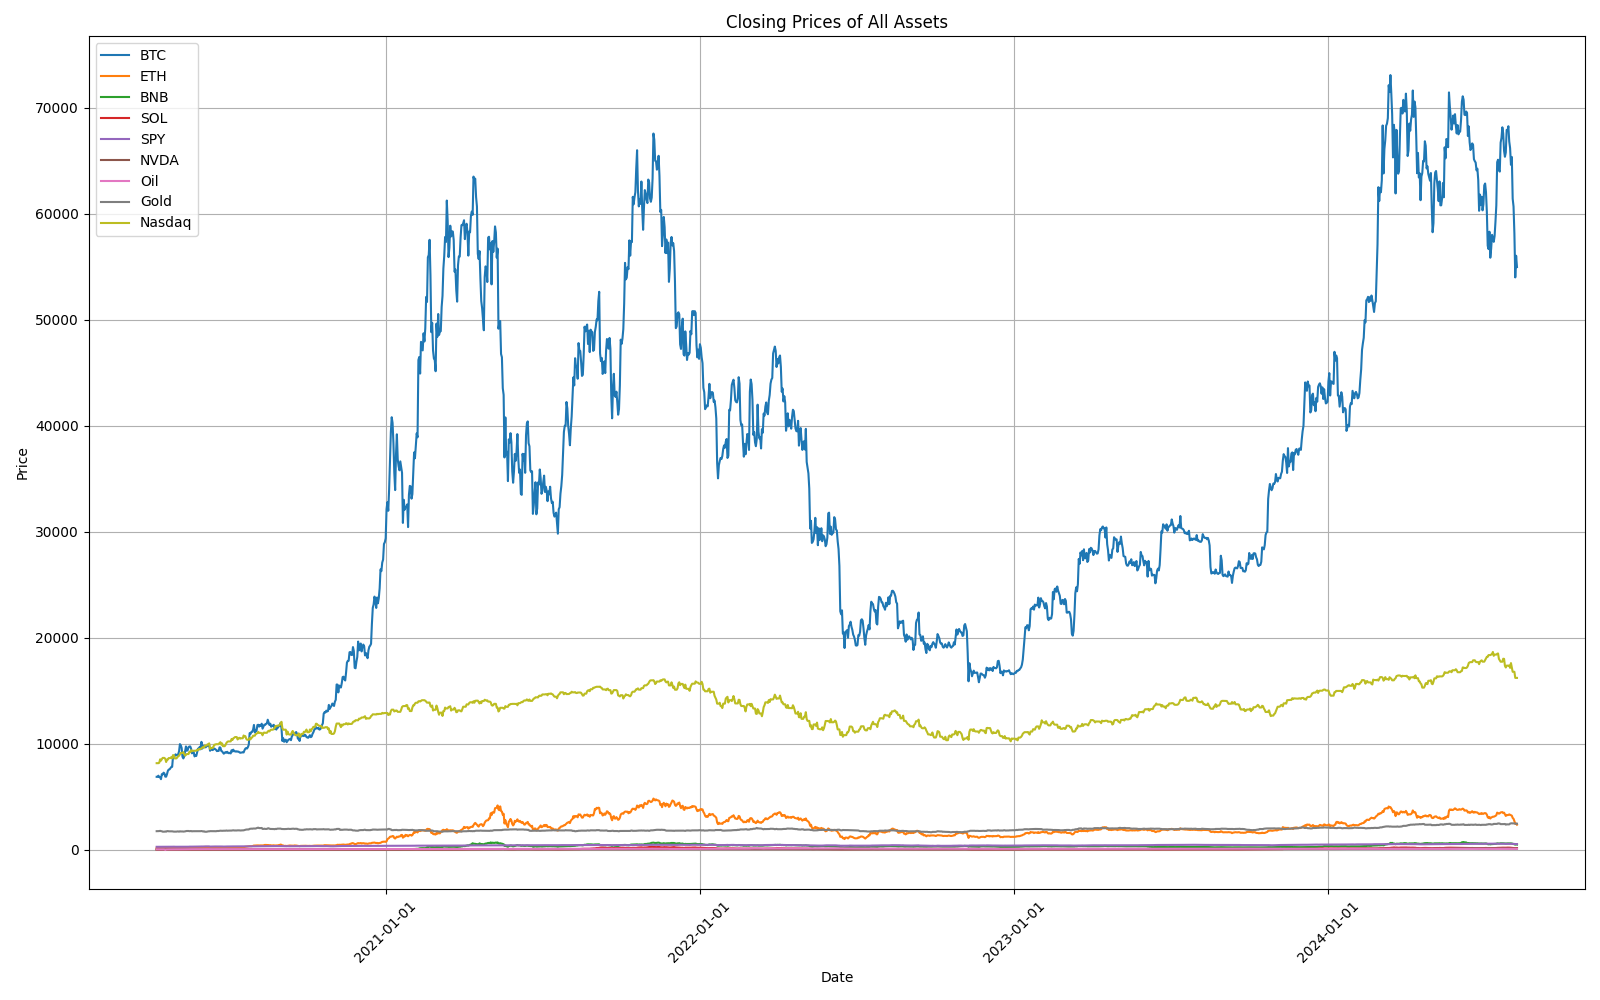 Closing Prices of All Assets
BTC
ETH
BNB
SOL
SPY
NVDA
Oil
Gold
Nasdaq
70000
60000
50000
40000
30000
20000
10000
0
Price
2021-01-01
2022-01-01
2023-01-01
2024-01-01
Date